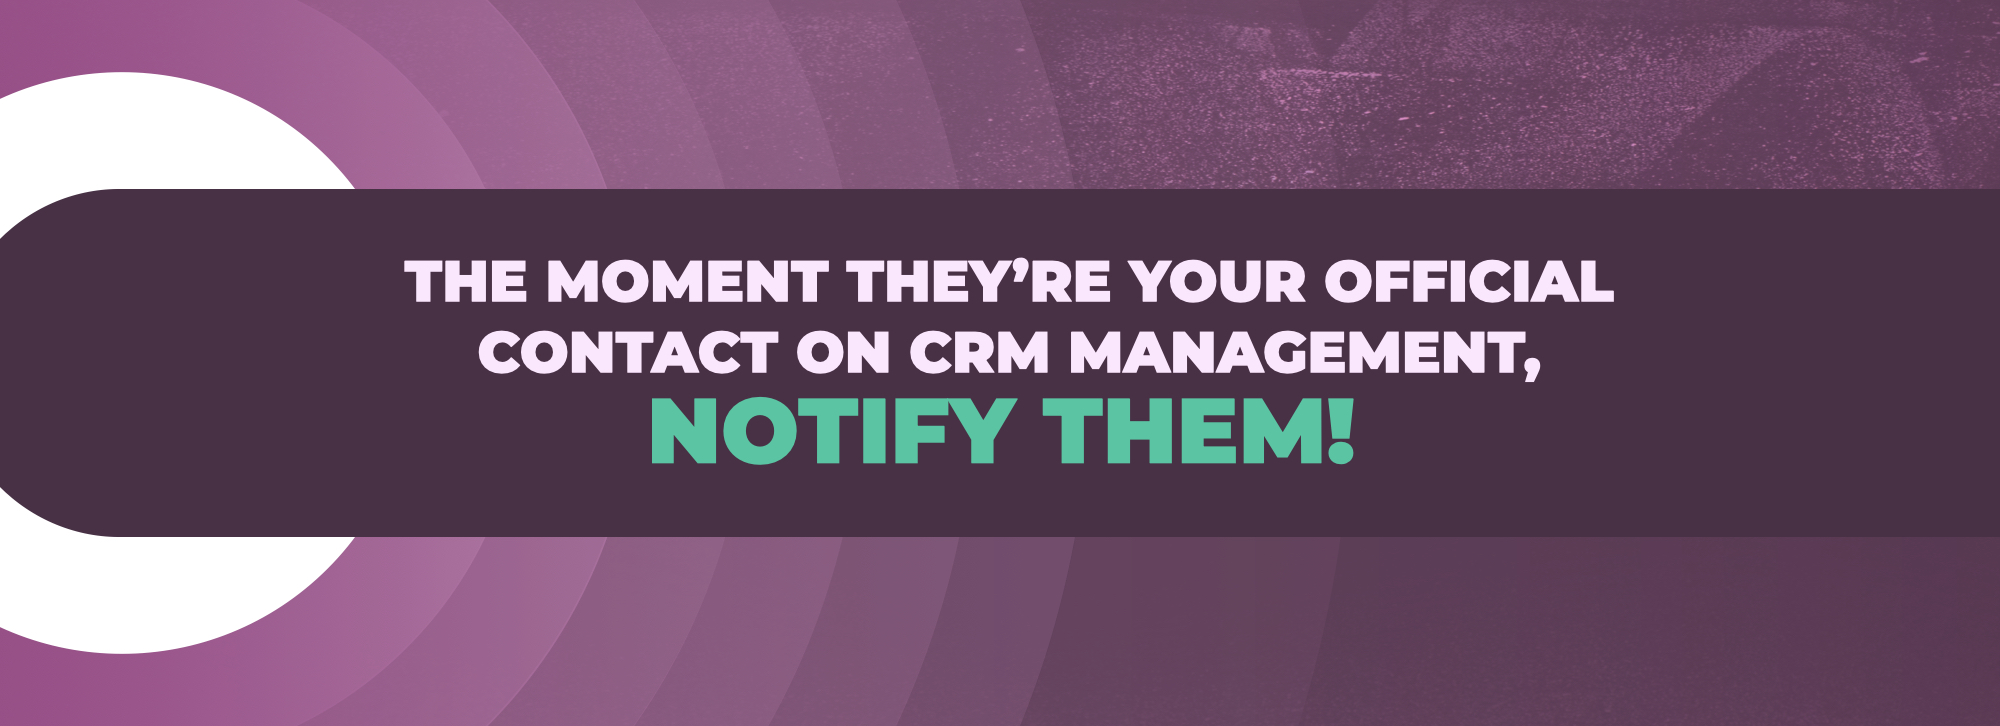 THE MOMENT THEY’RE YOUR OFFICIAL
CONTACT ON CRM MANAGEMENT,
NOTIFY THEM!